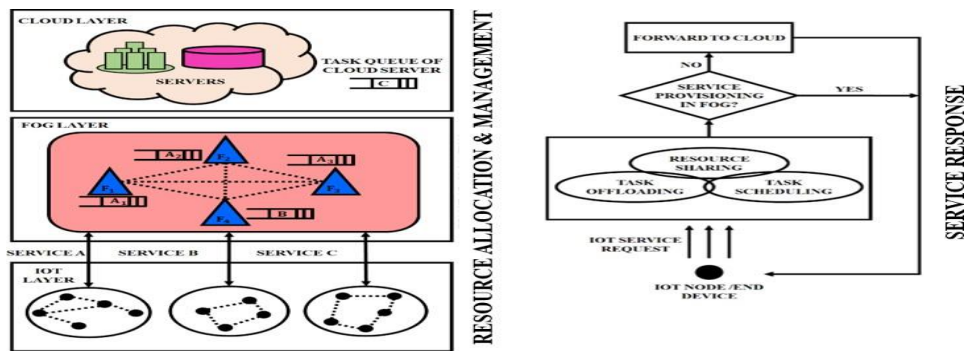 CLOUD LAYER
TASK QUEUE OF
CLOUD SERVER
SERVERS
C
FOG LAYER
A2
F2
A3
F1
F3
A1
F4
B
SERVICE A
SERVICE B
SERVICE C
IOT
LAYER
RESOURCE ALLOCATION & MANAGEMENT
FORWARD TO CLOUD
NO
SERVICE
PROVISIONING
IN FOG?
YES
RESOURCE
SHARING
TASK
OFFLOADING
TASK
SCHEDULING
IOT SERVICE
REQUEST
IOT NODE /END
DEVICE
SERVICE RESPONSE